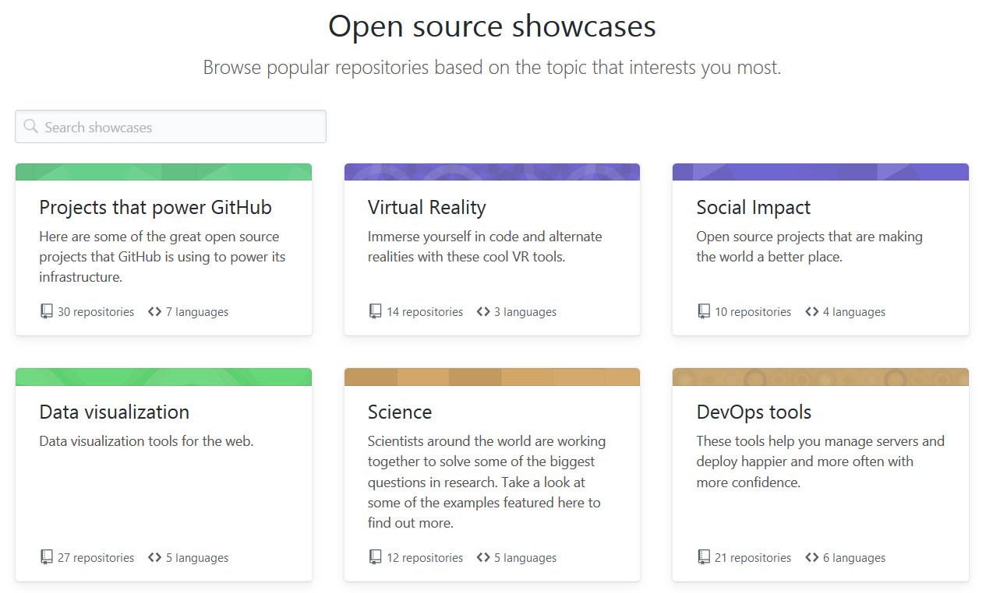 Open source showcases
Browse popular repositories based on the topic that interests you most.
Search showcases
Projects that power GitHub
Here are some of the great open source
projects that GitHub is using to power its
infrastructure.
30 repositories 7 languages
Virtual Reality
Immerse yourself in code and alternate
realities with these cool VR tools.
14 repositories 3 languages
Social Impact
Open source projects that are making
the world a better place.
10 repositories 4 languages
Data visualization
Data visualization tools for the web.
27 repositories 5 languages
Science
Scientists around the world are working
together to solve some of the biggest
questions in research. Take a look at
some of the examples featured here to
find out more.
12 repositories 5 languages
DevOps tools
These tools help you manage servers and
deploy happier and more often with
more confidence.
21 repositories 6 languages